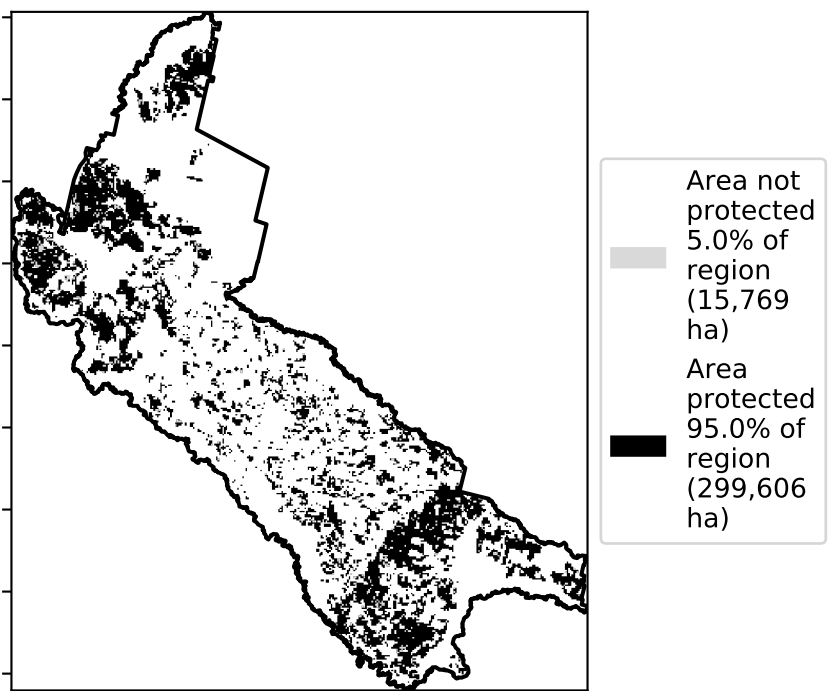 Area not
protected
5.0% of
region
(15,769
ha)
Area
protected
95.0% of
region
(299,606
ha)